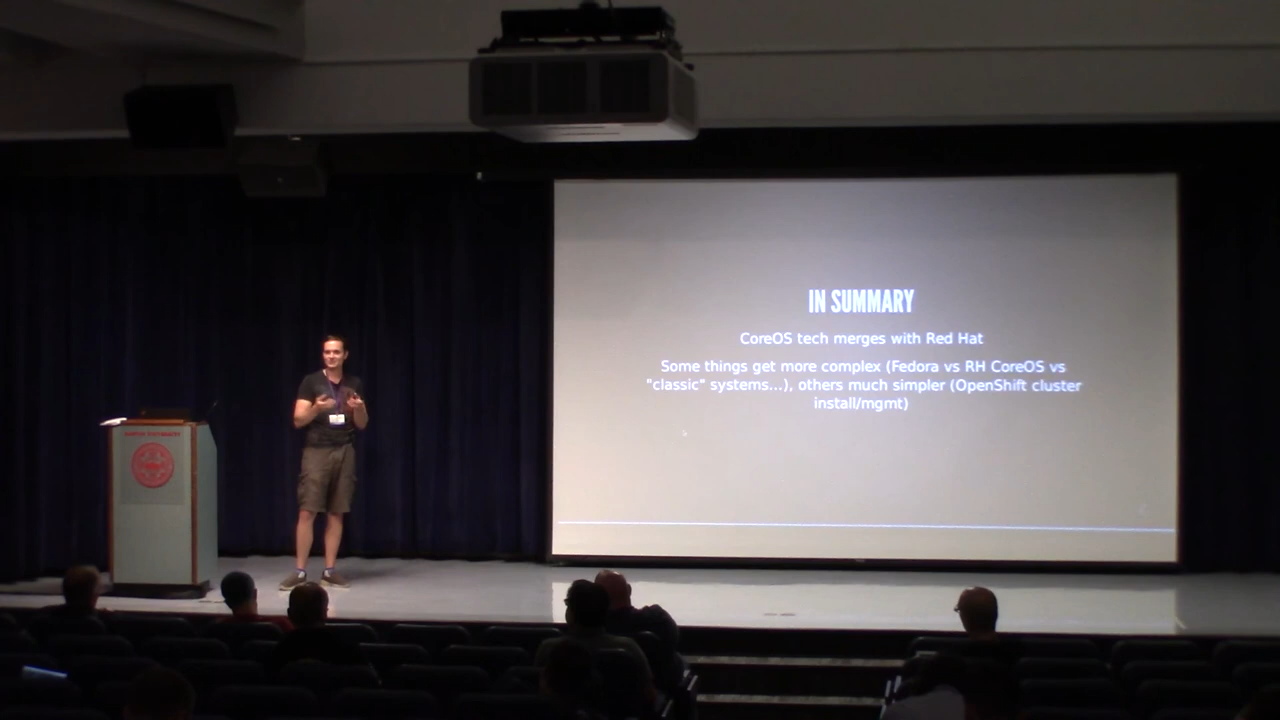 IN SUMMARY
CoreOS tech merges with Red Hat
Some things get more complex (Fedora vs RH CoreOS vs
"classic" systems...), others much simpler (OpenShift cluster
install/mgmt)